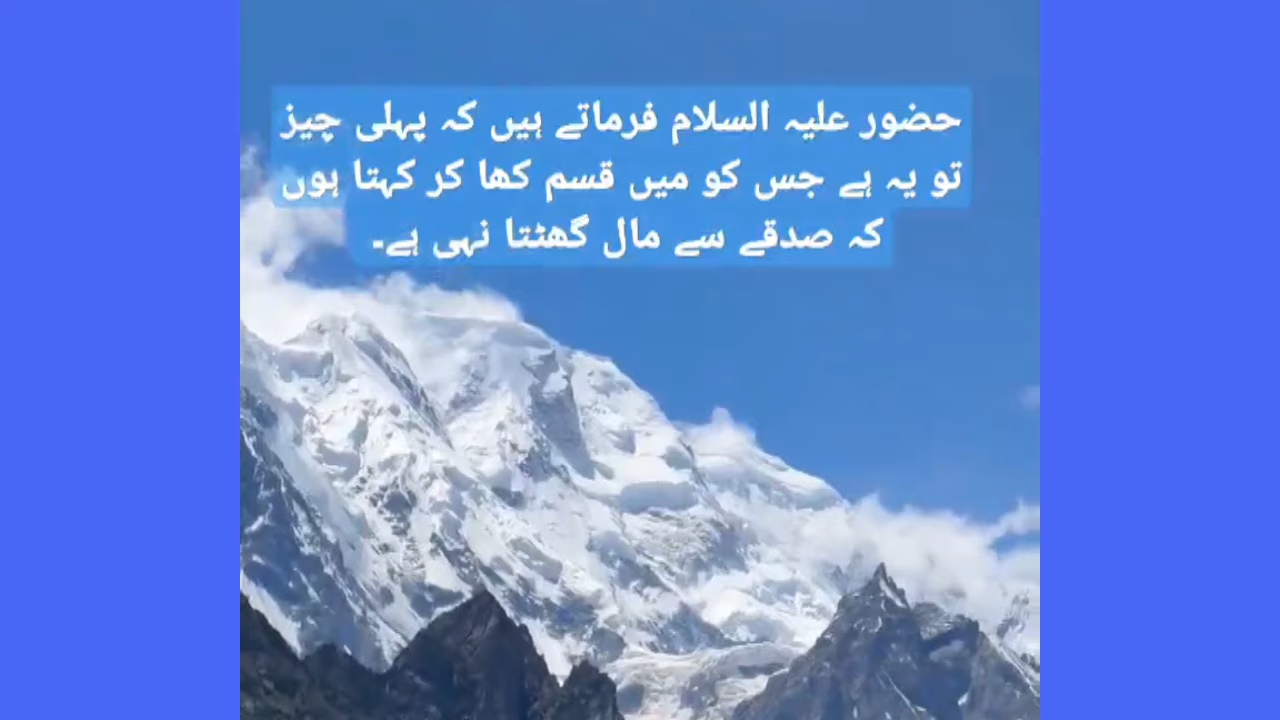 حضور علیہ السلام فرماتے ہیں کہ پہلی چیز
تو یہ ہے جس کو میں قسم کھا کر کہتا ہوں
کہ صدقے سے مال گھٹتا نہی ہے۔